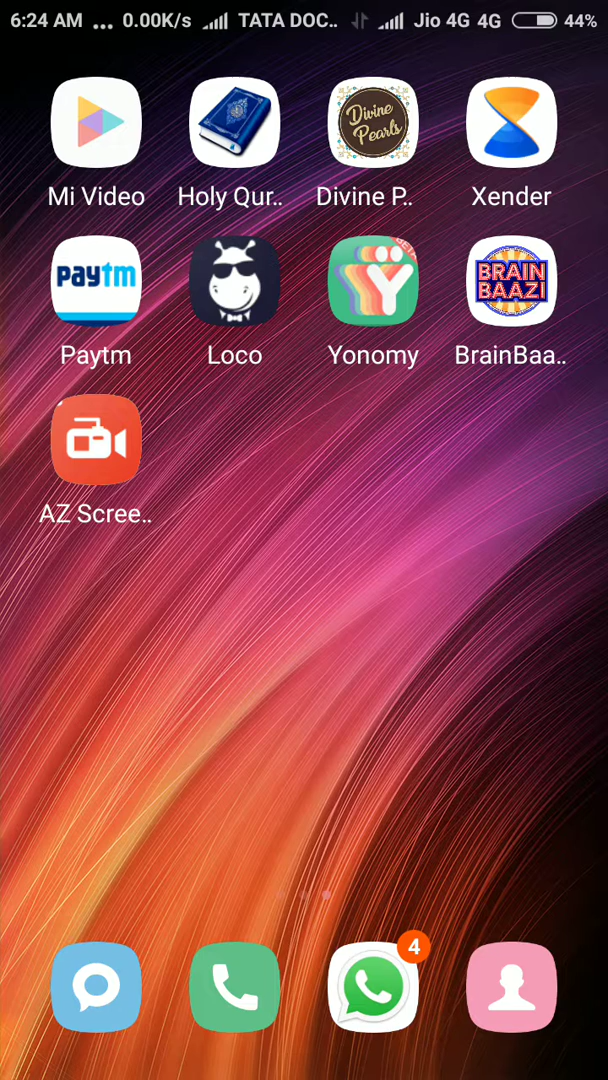 6:24 AM ... 0.00K/s TATA DOC.. Jio 4G 4G 44%
Divine
Pearls
Mi Video Holy Qur.. Divine P.. Xender
paytm BETA Ÿ BRAIN
BAAZI
Paytm Loco Yonomy BrainBaa..
AZ Scree..
4